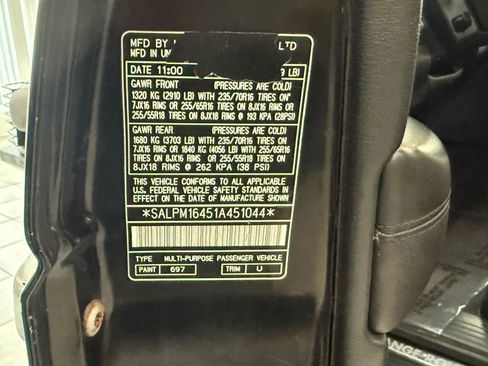 MFD BY
LTD
MFD IN
DATE 11:00
LB)
GAWR FRONT (PRESSURES ARE COLD)
1320 KG (2910 LB) WITH 235/70R16 TIRES ON
7JX16 RIMS OR 255/65R16 TIRES ON 8JX16 RIMS OR
255/55R18 TIRES ON 8JX18 RIMS @ 193 KPA (28PSI)
GAWR REAR (PRESSURES ARE COLD)
1680 KG (3703 LB) WITH 235/70R16 TIRES ON
7JX16 RIMS OR 1840 KG (4056 LB) WITH 255/65R16
TIRES ON 8JX16 RIMS OR 255/55R18 TIRES ON
8JX18 RIMS @ 262 KPA (38 PSI)
THIS VEHICLE CONFORMS TO ALL APPLICABLE
U.S. FEDERAL VEHICLE SAFETY STANDARDS IN
EFFECT ON THE DATE OF MANUFACTURE SHOWN
*SALPM16451A451044*
TYPE MULTI-PURPOSE PASSENGER VEHICLE
PAINT 697 TRIM U